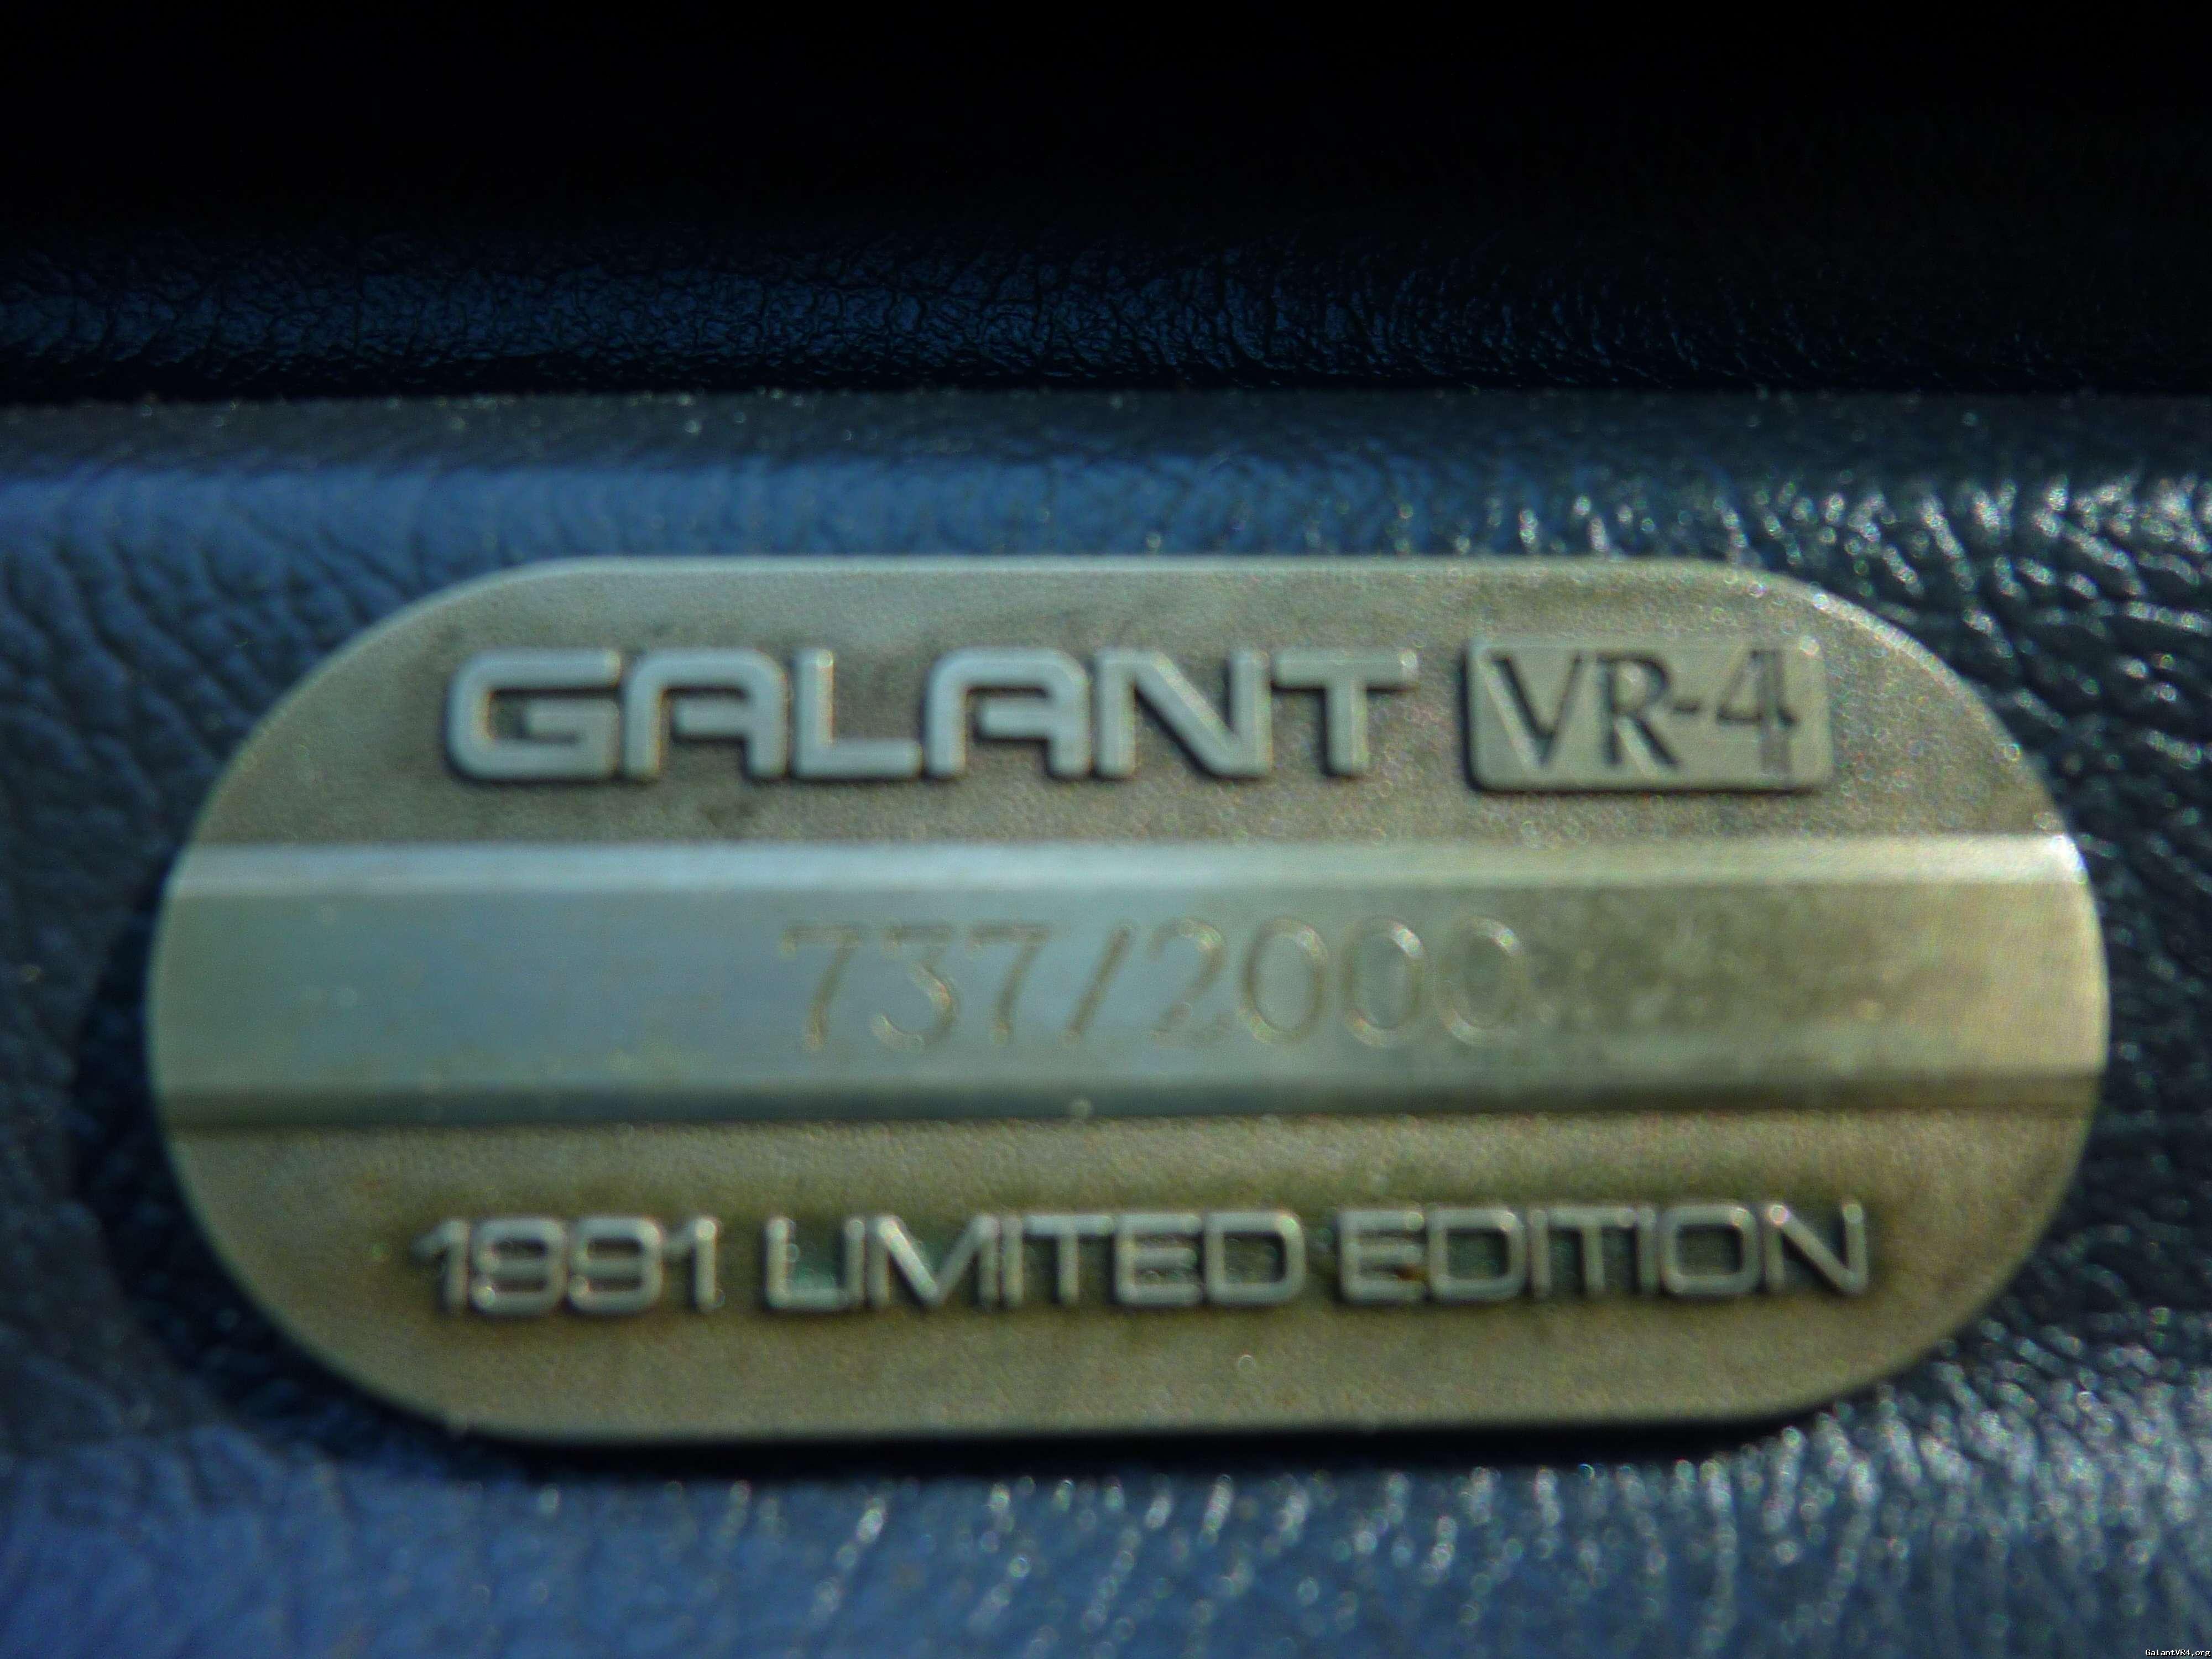 GALANT VR-4
737/2000
1991 LIMITED EDITION
GalantVR4.org